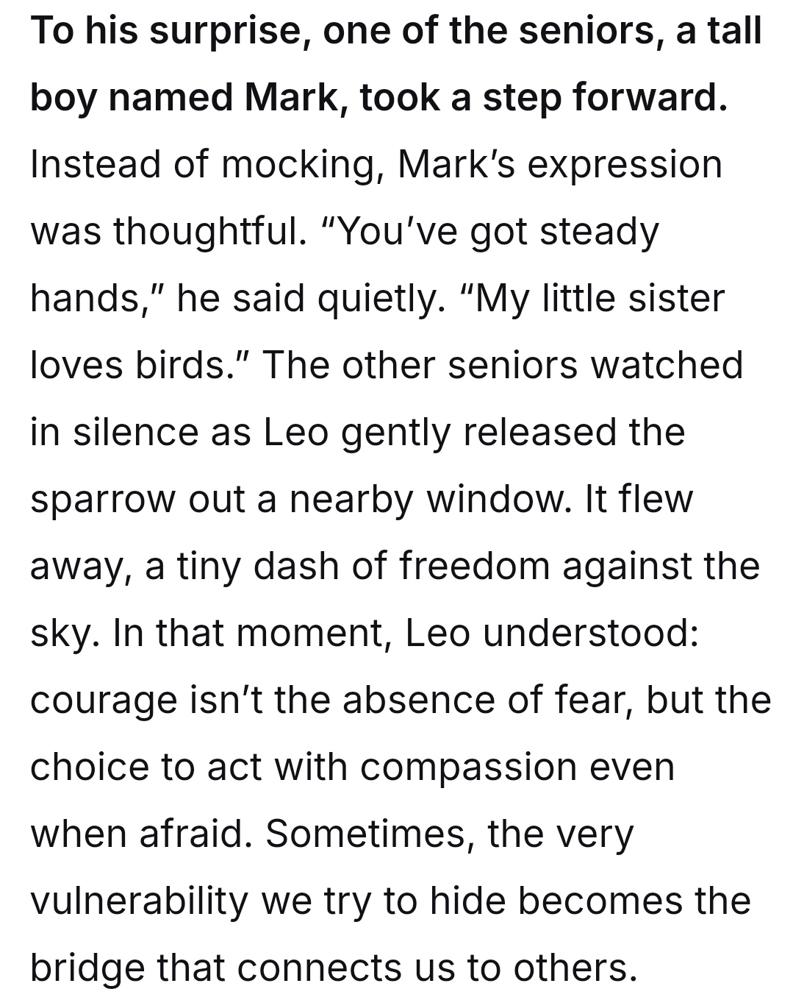 To his surprise, one of the seniors, a tall
boy named Mark, took a step forward.
Instead of mocking, Mark’s expression
was thoughtful. “You’ve got steady
hands,” he said quietly. “My little sister
loves birds.” The other seniors watched
in silence as Leo gently released the
sparrow out a nearby window. It flew
away, a tiny dash of freedom against the
sky. In that moment, Leo understood:
courage isn’t the absence of fear, but the
choice to act with compassion even
when afraid. Sometimes, the very
vulnerability we try to hide becomes the
bridge that connects us to others.